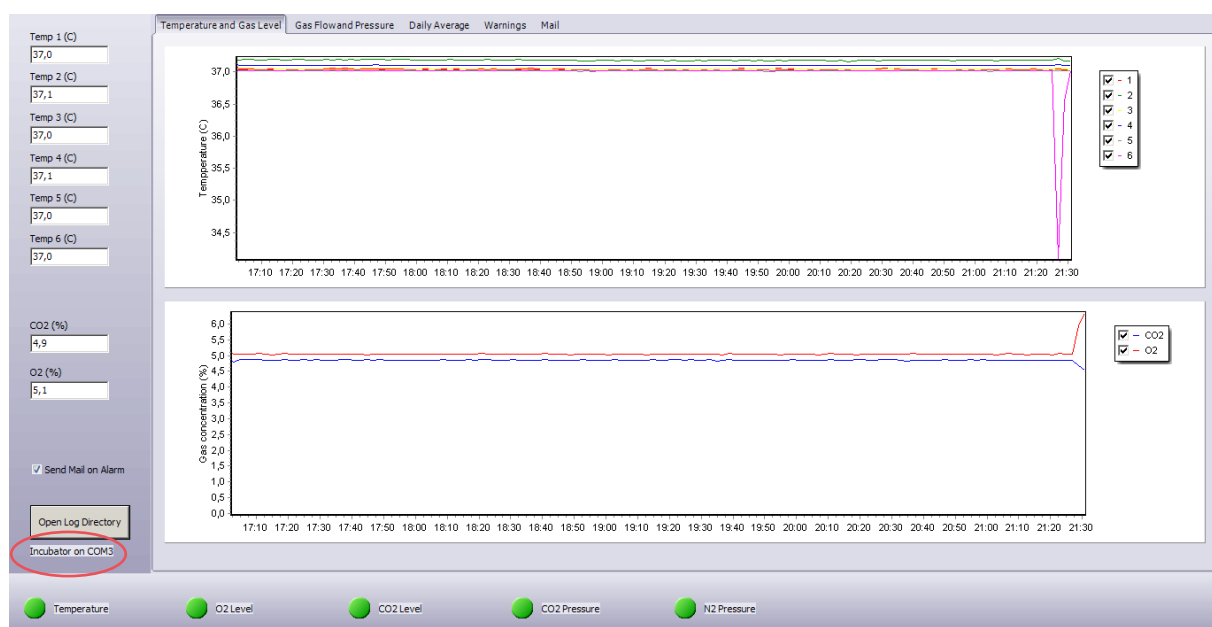 Temperature and Gas Level Gas Flowand Pressure Daily Average Warnings Mail
Temp 1 (C)
37,0
Temp 2 (C)
37,1
Temp 3 (C)
37,0
Temp 4 (C)
37,1
Temp 5 (C)
37,0
Temp 6 (C)
37,0
CO2 (%)
4,9
O2 (%)
5,1
Send Mail on Alarm
Open Log Directory
Incubator on COM3
Tempperature (C)
37,0
36,5
36,0
35,5
35,0
34,5
17:10 17:20 17:30 17:40 17:50 18:00 18:10 18:20 18:30 18:40 18:50 19:00 19:10 19:20 19:30 19:40 19:50 20:00 20:10 20:20 20:30 20:40 20:50 21:00 21:10 21:20 21:30
- 1
- 2
- 3
- 4
- 5
- 6
Gas concentration (%)
6,0
5,5
5,0
4,5
4,0
3,5
3,0
2,5
2,0
1,5
1,0
0,5
0,0
17:10 17:20 17:30 17:40 17:50 18:00 18:10 18:20 18:30 18:40 18:50 19:00 19:10 19:20 19:30 19:40 19:50 20:00 20:10 20:20 20:30 20:40 20:50 21:00 21:10 21:20 21:30
- CO2
- O2
Temperature O2 Level CO2 Level CO2 Pressure N2 Pressure